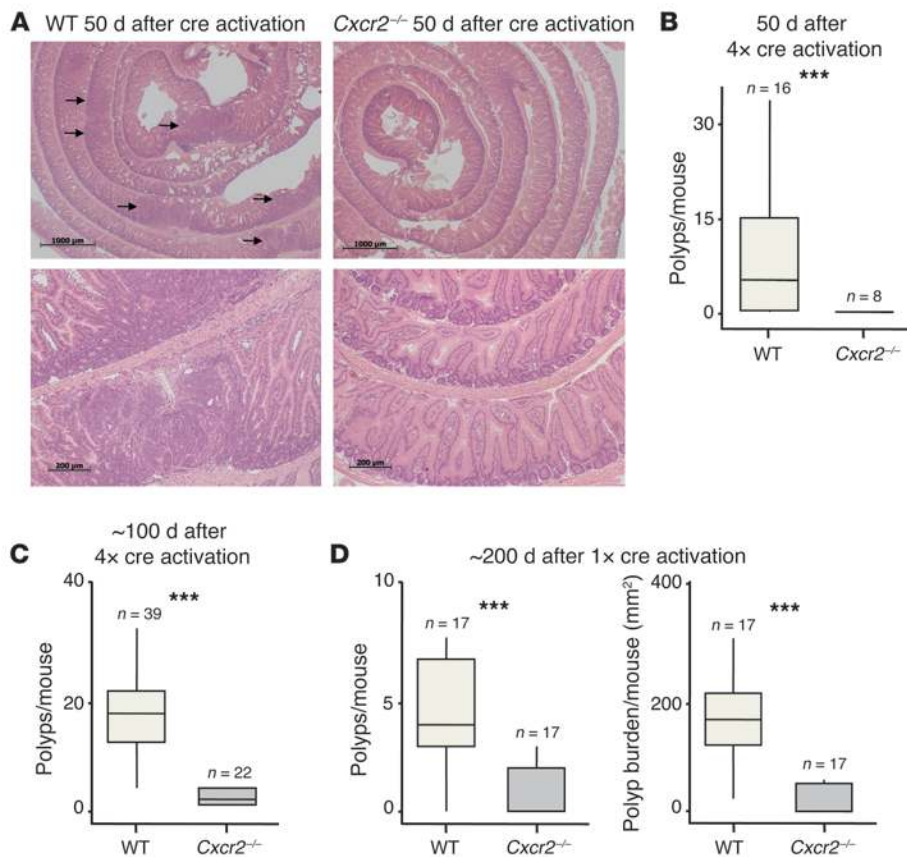 A
WT 50 d after cre activation
Cxcr2–/– 50 d after cre activation
1000 µm
1000 µm
200 µm
200 µm
B
50 d after
4× cre activation
***
n = 16
n = 8
30
15
0
Polyps/mouse
WT
Cxcr2–/–
C
~100 d after
4× cre activation
***
n = 39
n = 22
40
20
0
Polyps/mouse
WT
Cxcr2–/–
D
~200 d after 1× cre activation
***
n = 17
n = 17
10
5
0
Polyps/mouse
WT
Cxcr2–/–
***
n = 17
n = 17
400
200
0
Polyp burden/mouse (mm²)
WT
Cxcr2–/–